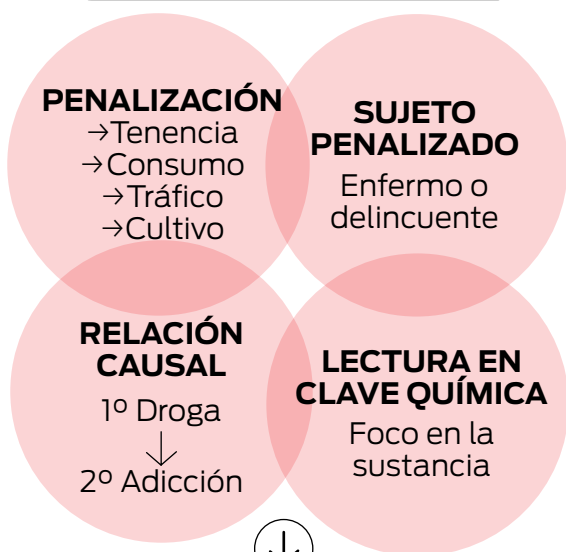 PENALIZACIÓN
→Tenencia
→Consumo
→Tráfico
→Cultivo
SUJETO
PENALIZADO
Enfermo o
delincuente
RELACIÓN
CAUSAL
1º Droga
↓
2º Adicción
LECTURA EN
CLAVE QUÍMICA
Foco en la
sustancia